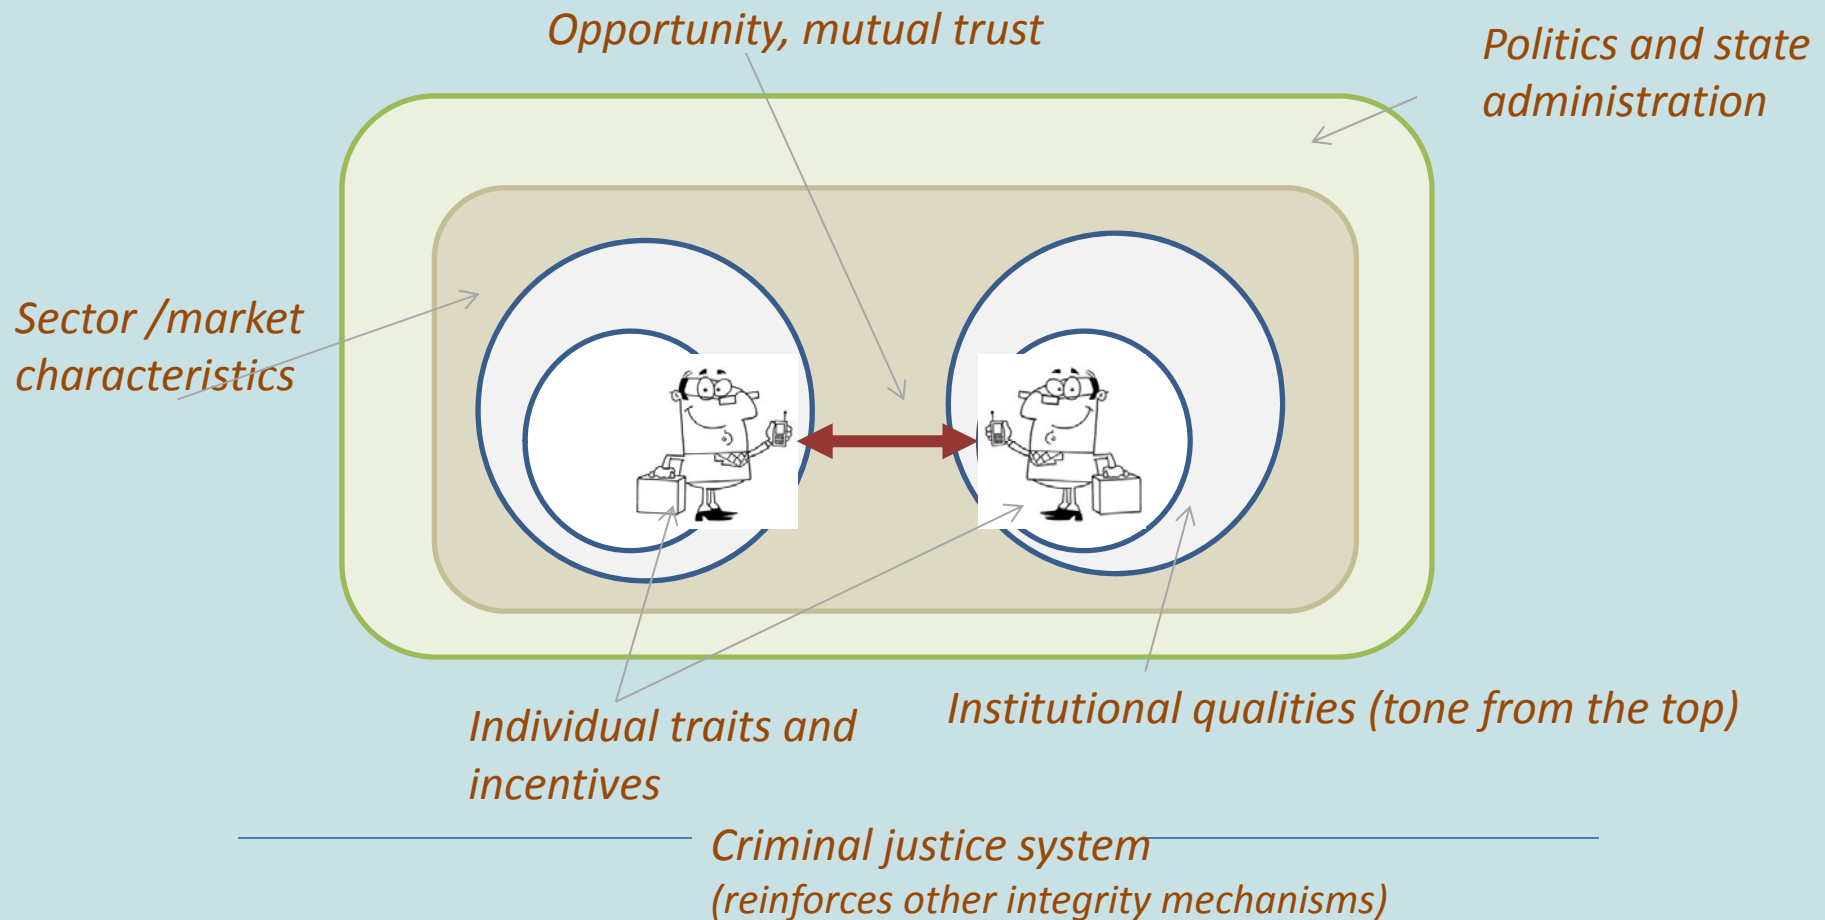 Opportunity, mutual trust
Politics and state
administration
Sector /market
characteristics
Individual traits and
incentives
Institutional qualities (tone from the top)
Criminal justice system
(reinforces other integrity mechanisms)